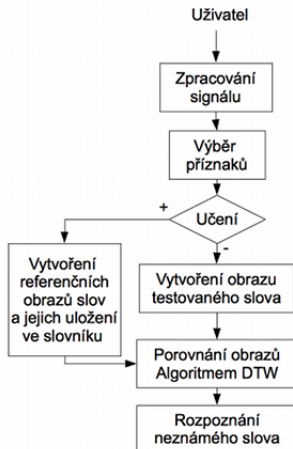 Uživatel
Zpracování
signálu
Výběr
příznaků
+
Učení
-
Vytvoření
referenčních
obrazů slov
a jejich uložení
ve slovníku
Vytvoření obrazu
testovaného slova
Porovnání obrazů
Algoritmem DTW
Rozpoznání
neznámého slova